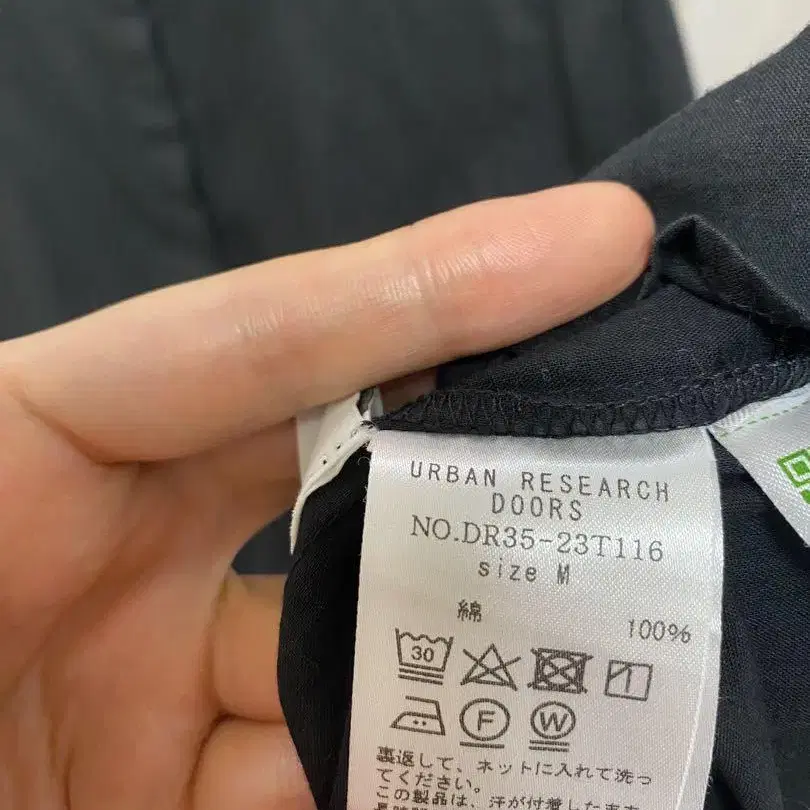 URBAN RESEARCH
DOORS
NO.DR35-23T116
size M
綿 100%
30
F W
裏返して、ネットに入れて洗っ
てください。
この製品は、汗が付着したまま